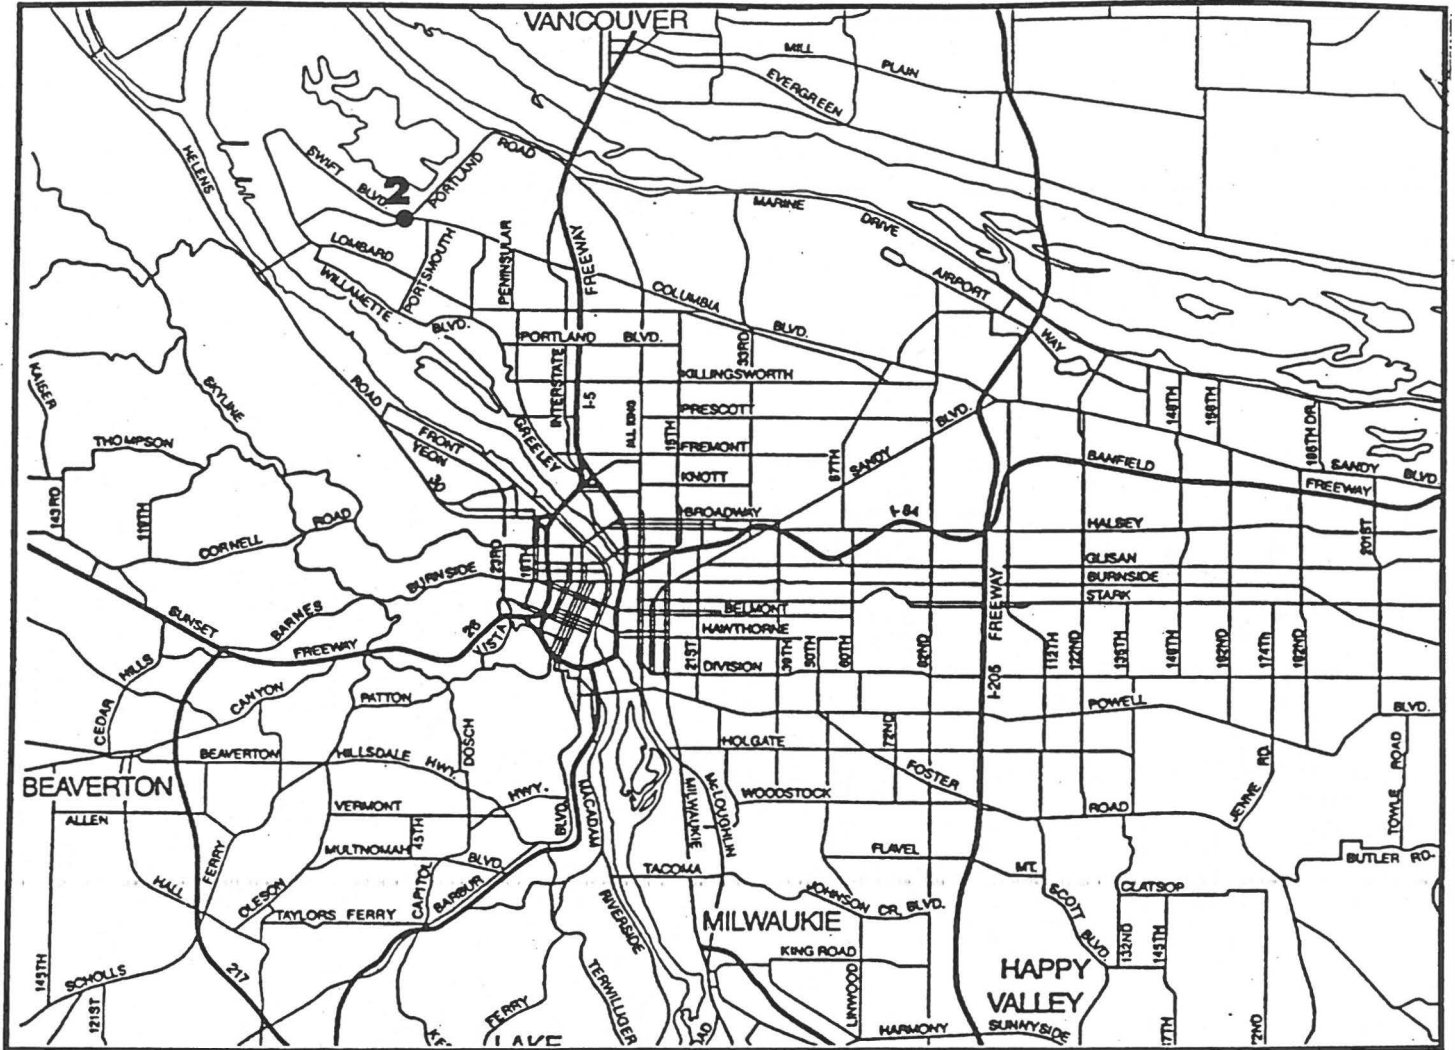 VANCOUVER
MILL
PLAIN
EVERGREEN
ROAD
SWIFT
BLVD.
2
PORTLAND
HELENS
MARINE
DRIVE
LOMBARD
PORTSMOUTH
PENINSULAR
FREEWAY
AIRPORT
WAY
WILLAMETTE
BLVD.
COLUMBIA
BLVD.
PORTLAND BLVD.
33RD
KILLINGSWORTH
INTERSTATE
I-5
KAISER
SKYLINE
ROAD
PRESCOTT
BLVD.
148TH
158TH
GREELEY
FRONT
YEON
THOMPSON
FREMONT
SANDY
57TH
BANFIELD
SANDY
BLVD.
FREEWAY
KNOTT
143RD
119TH
ROAD
CORNELL
BROADWAY
I-84
HALSEY
201ST
GLISAN
BURNSIDE
STARK
23RD
BURNSIDE
SUNSET
BARNES
FREEWAY
26
VISTA
BELMONT
HAWTHORNE
DIVISION
21ST
39TH
50TH
60TH
82ND
FREEWAY
I-205
112TH
122ND
136TH
148TH
162ND
174TH
182ND
CEDAR
HILLS
CANYON
PATTON
POWELL
BLVD.
DOSCH
BEAVERTON
HILLSDALE
HWY.
HOLGATE
72ND
FOSTER
ROAD
JENNE
RD.
TOWLE
ROAD
BEAVERTON
ALLEN
VERMONT
HWY.
BLVD.
MACADAM
MILWAUKIE
McLOUGHLIN
WOODSTOCK
45TH
MULTNOMAH
BLVD.
FLAVEL
MT.
SCOTT
BLVD.
BUTLER RD.
HALL
FERRY
OLESON
CAPITOL
BARBUR
TACOMA
CLATSOP
JOHNSON CR. BLVD.
TAYLORS FERRY
RIVERSIDE
MILWAUKIE
KING ROAD
132ND
145TH
145TH
SCHOLLS
121ST
217
FERRY
TERWILLIGER
LINWOOD
HAPPY
VALLEY
HARMONY
SUNNYSIDE
LAKE